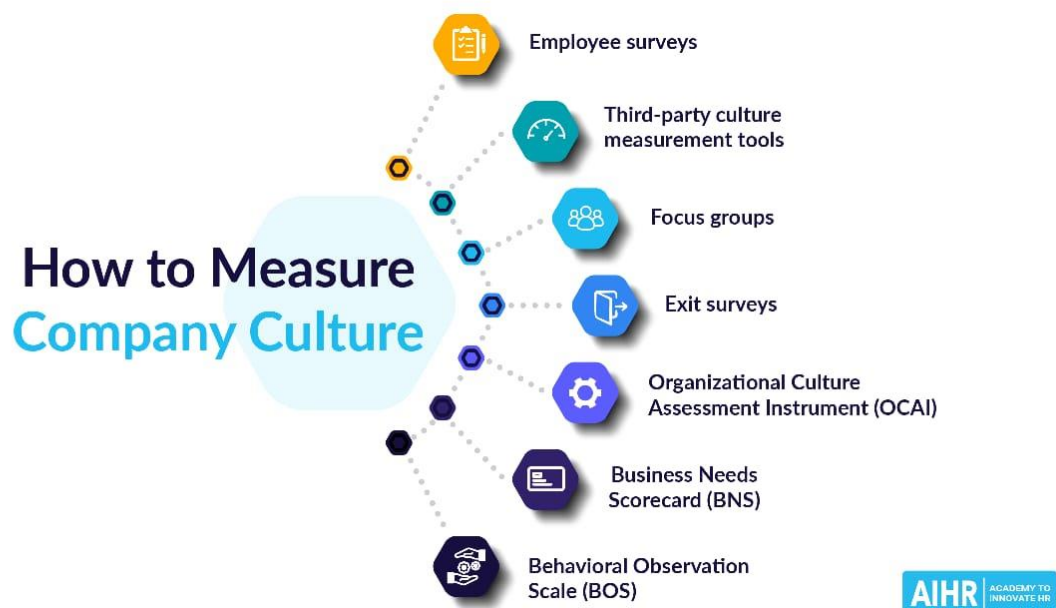 How to Measure
Company Culture
Employee surveys
Third-party culture
measurement tools
Focus groups
Exit surveys
Organizational Culture
Assessment Instrument (OCAI)
Business Needs
Scorecard (BNS)
Behavioral Observation
Scale (BOS)
AIHR
ACADEMY TO
INNOVATE HR